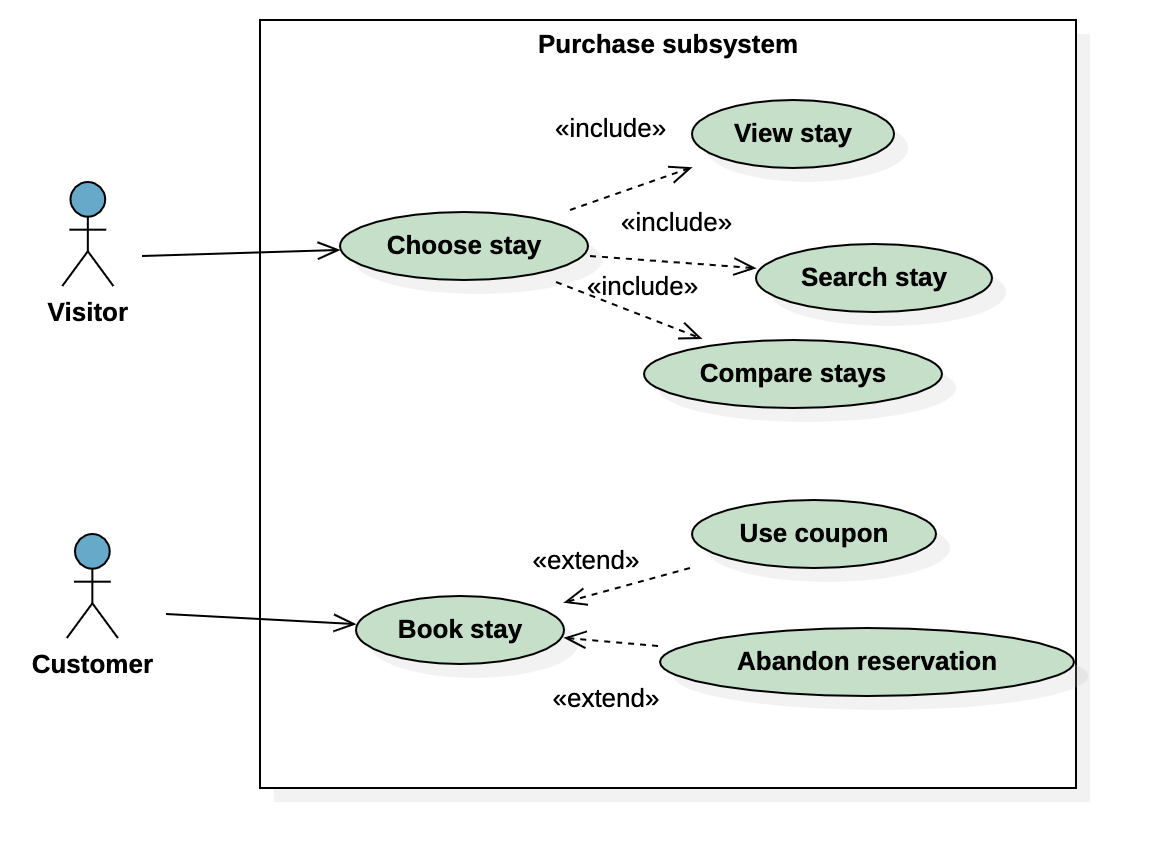 Purchase subsystem
«include»
View stay
«include»
Choose stay
Search stay
«include»
Visitor
Compare stays
Use coupon
«extend»
Book stay
Customer
Abandon reservation
«extend»